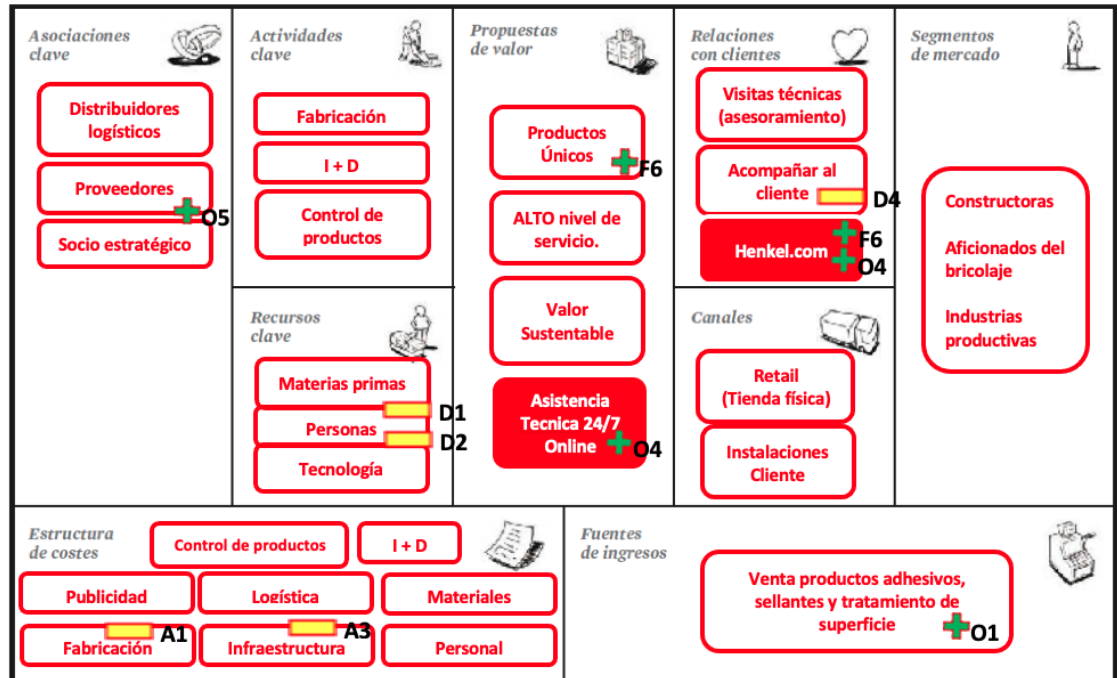 Asociaciones
clave
Distribuidores
logísticos
Proveedores
O5
Socio estratégico
Actividades
clave
Fabricación
I + D
Control de
productos
Recursos
clave
Materias primas
D1
Personas
D2
Tecnología
Propuestas
de valor
Productos
Únicos
F6
ALTO nivel de
servicio.
Valor
Sustentable
Asistencia
Tecnica 24/7
Online
O4
Relaciones
con clientes
Visitas técnicas
(asesoramiento)
Acompañar al
cliente
D4
Henkel.com
F6
O4
Canales
Retail
(Tienda física)
Instalaciones
Cliente
Segmentos
de mercado
Constructoras
Aficionados del
bricolaje
Industrias
productivas
Estructura
de costes
Control de productos
I + D
Publicidad
Logística
Materiales
A1
A3
Fabricación
Infraestructura
Personal
Fuentes
de ingresos
Venta productos adhesivos,
sellantes y tratamiento de
superficie
O1